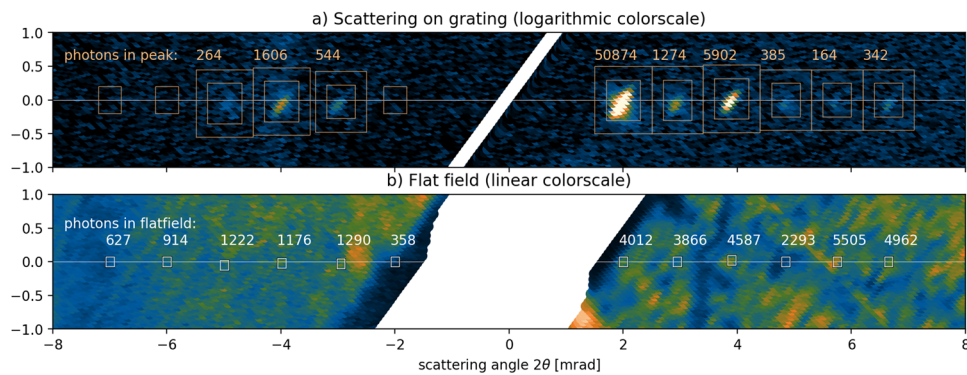 a) Scattering on grating (logarithmic colorscale)
1.0
photons in peak: 264 1606 544 50874 1274 5902 385 164 342
0.5
0.0
−0.5
−1.0
b) Flat field (linear colorscale)
1.0
photons in flatfield:
0.5
627 914 1222 1176 1290 358 4012 3866 4587 2293 5505 4962
0.0
−0.5
−1.0
−8 −6 −4 −2 0 2 4 6 8
scattering angle 2θ [mrad]